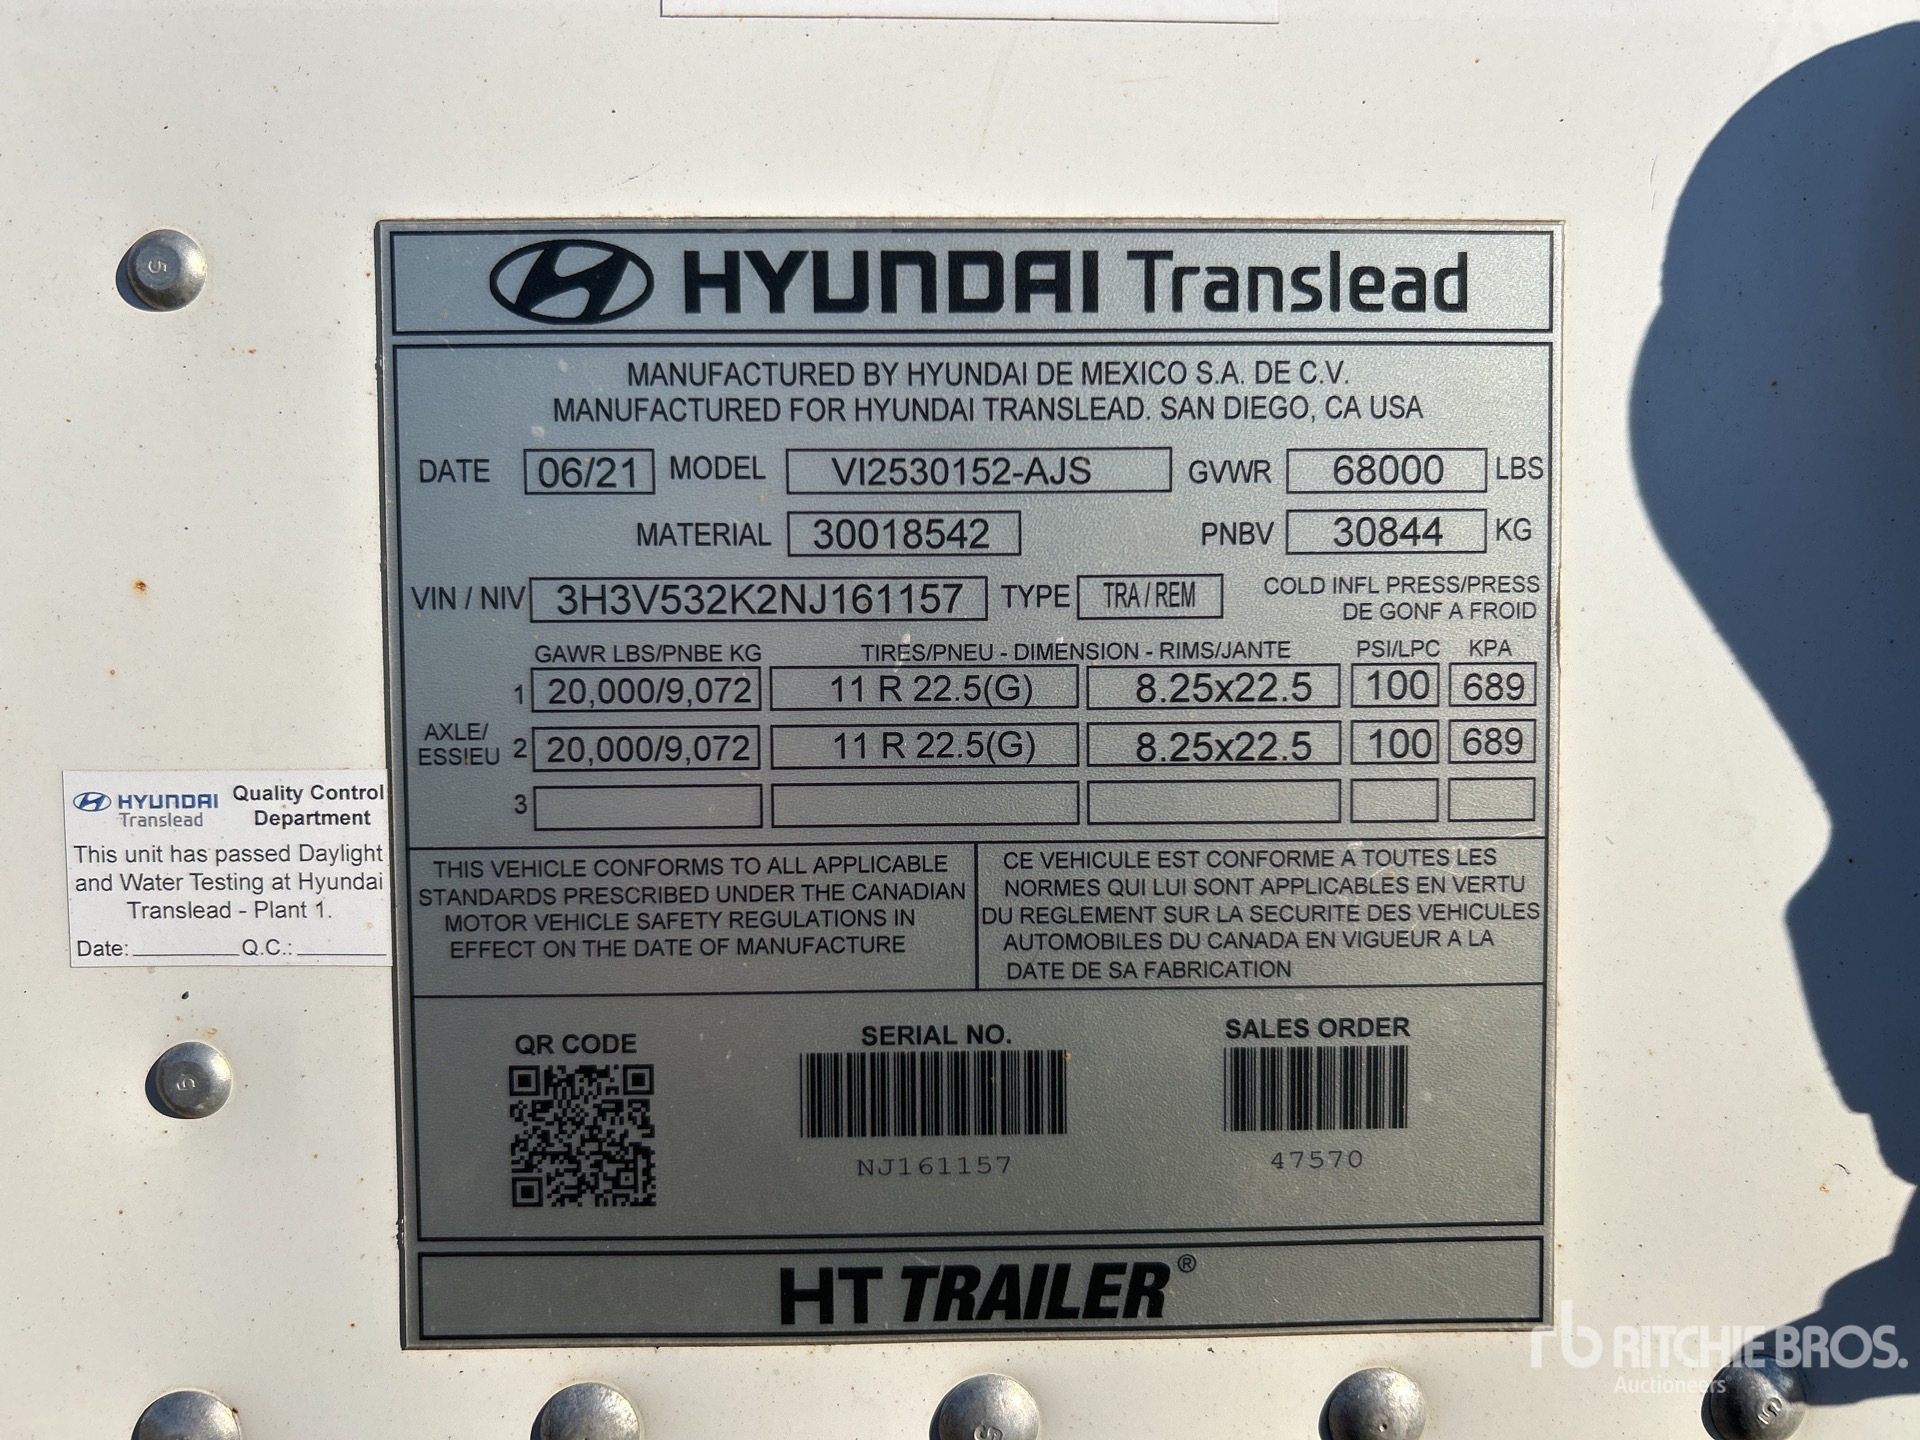 HYUNDAI Translead
MANUFACTURED BY HYUNDAI DE MEXICO S.A. DE C.V.
MANUFACTURED FOR HYUNDAI TRANSLEAD. SAN DIEGO, CA USA
DATE 06/21 MODEL VI2530152-AJS GVWR 68000 LBS
MATERIAL 30018542 PNBV 30844 KG
VIN / NIV 3H3V532K2NJ161157 TYPE TRA / REM COLD INFL PRESS/PRESS
DE GONF A FROID
GAWR LBS/PNBE KG TIRES/PNEU - DIMENSION - RIMS/JANTE PSI/LPC KPA
1 20,000/9,072 11 R 22.5(G) 8.25x22.5 100 689
AXLE/
ESSIEU 2 20,000/9,072 11 R 22.5(G) 8.25x22.5 100 689
3
THIS VEHICLE CONFORMS TO ALL APPLICABLE
STANDARDS PRESCRIBED UNDER THE CANADIAN
MOTOR VEHICLE SAFETY REGULATIONS IN
EFFECT ON THE DATE OF MANUFACTURE
CE VEHICULE EST CONFORME A TOUTES LES
NORMES QUI LUI SONT APPLICABLES EN VERTU
DU REGLEMENT SUR LA SECURITE DES VEHICULES
AUTOMOBILES DU CANADA EN VIGUEUR A LA
DATE DE SA FABRICATION
QR CODE
SERIAL NO.
NJ161157
SALES ORDER
47570
HT TRAILER®
HYUNDAI Translead
Quality Control
Department
This unit has passed Daylight
and Water Testing at Hyundai
Translead - Plant 1.
Date: Q.C.:
5
5
5
5
rb RITCHIE BROS.
Auctioneers